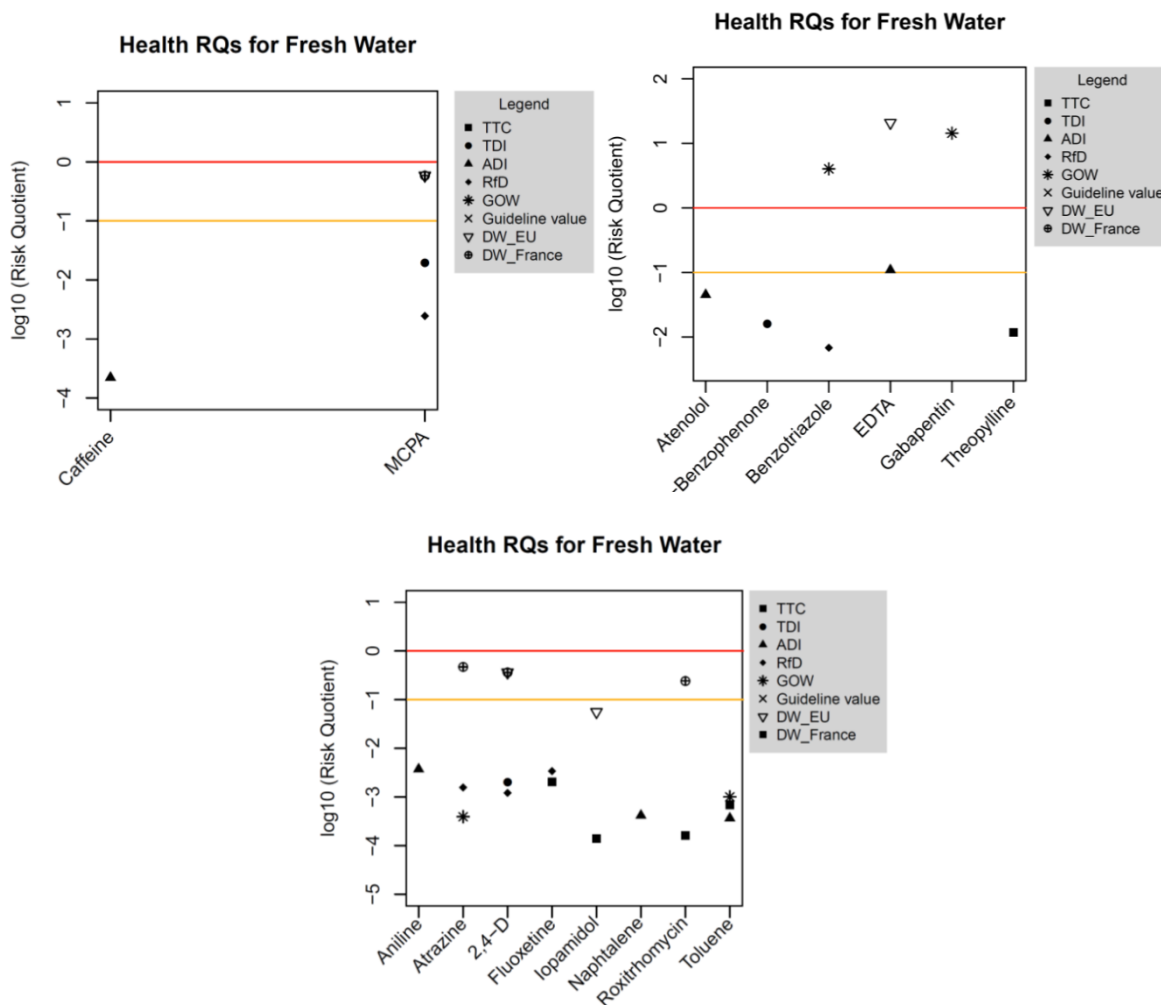 Health RQs for Fresh Water
log10 (Risk Quotient)
1
0
−1
−2
−3
−4
Caffeine
MCPA
Legend
TTC
TDI
ADI
RfD
GOW
Guideline value
DW_EU
DW_France
Health RQs for Fresh Water
log10 (Risk Quotient)
2
1
0
−1
−2
Atenolol
-Benzophenone
Benzotriazole
EDTA
Gabapentin
Theopylline
Legend
TTC
TDI
ADI
RfD
GOW
Guideline value
DW_EU
DW_France
Health RQs for Fresh Water
log10 (Risk Quotient)
1
0
−1
−2
−3
−4
−5
Aniline
Atrazine
2,4−D
Fluoxetine
Iopamidol
Naphtalene
Roxitrhomycin
Toluene
TTC
TDI
ADI
RfD
GOW
Guideline value
DW_EU
DW_France